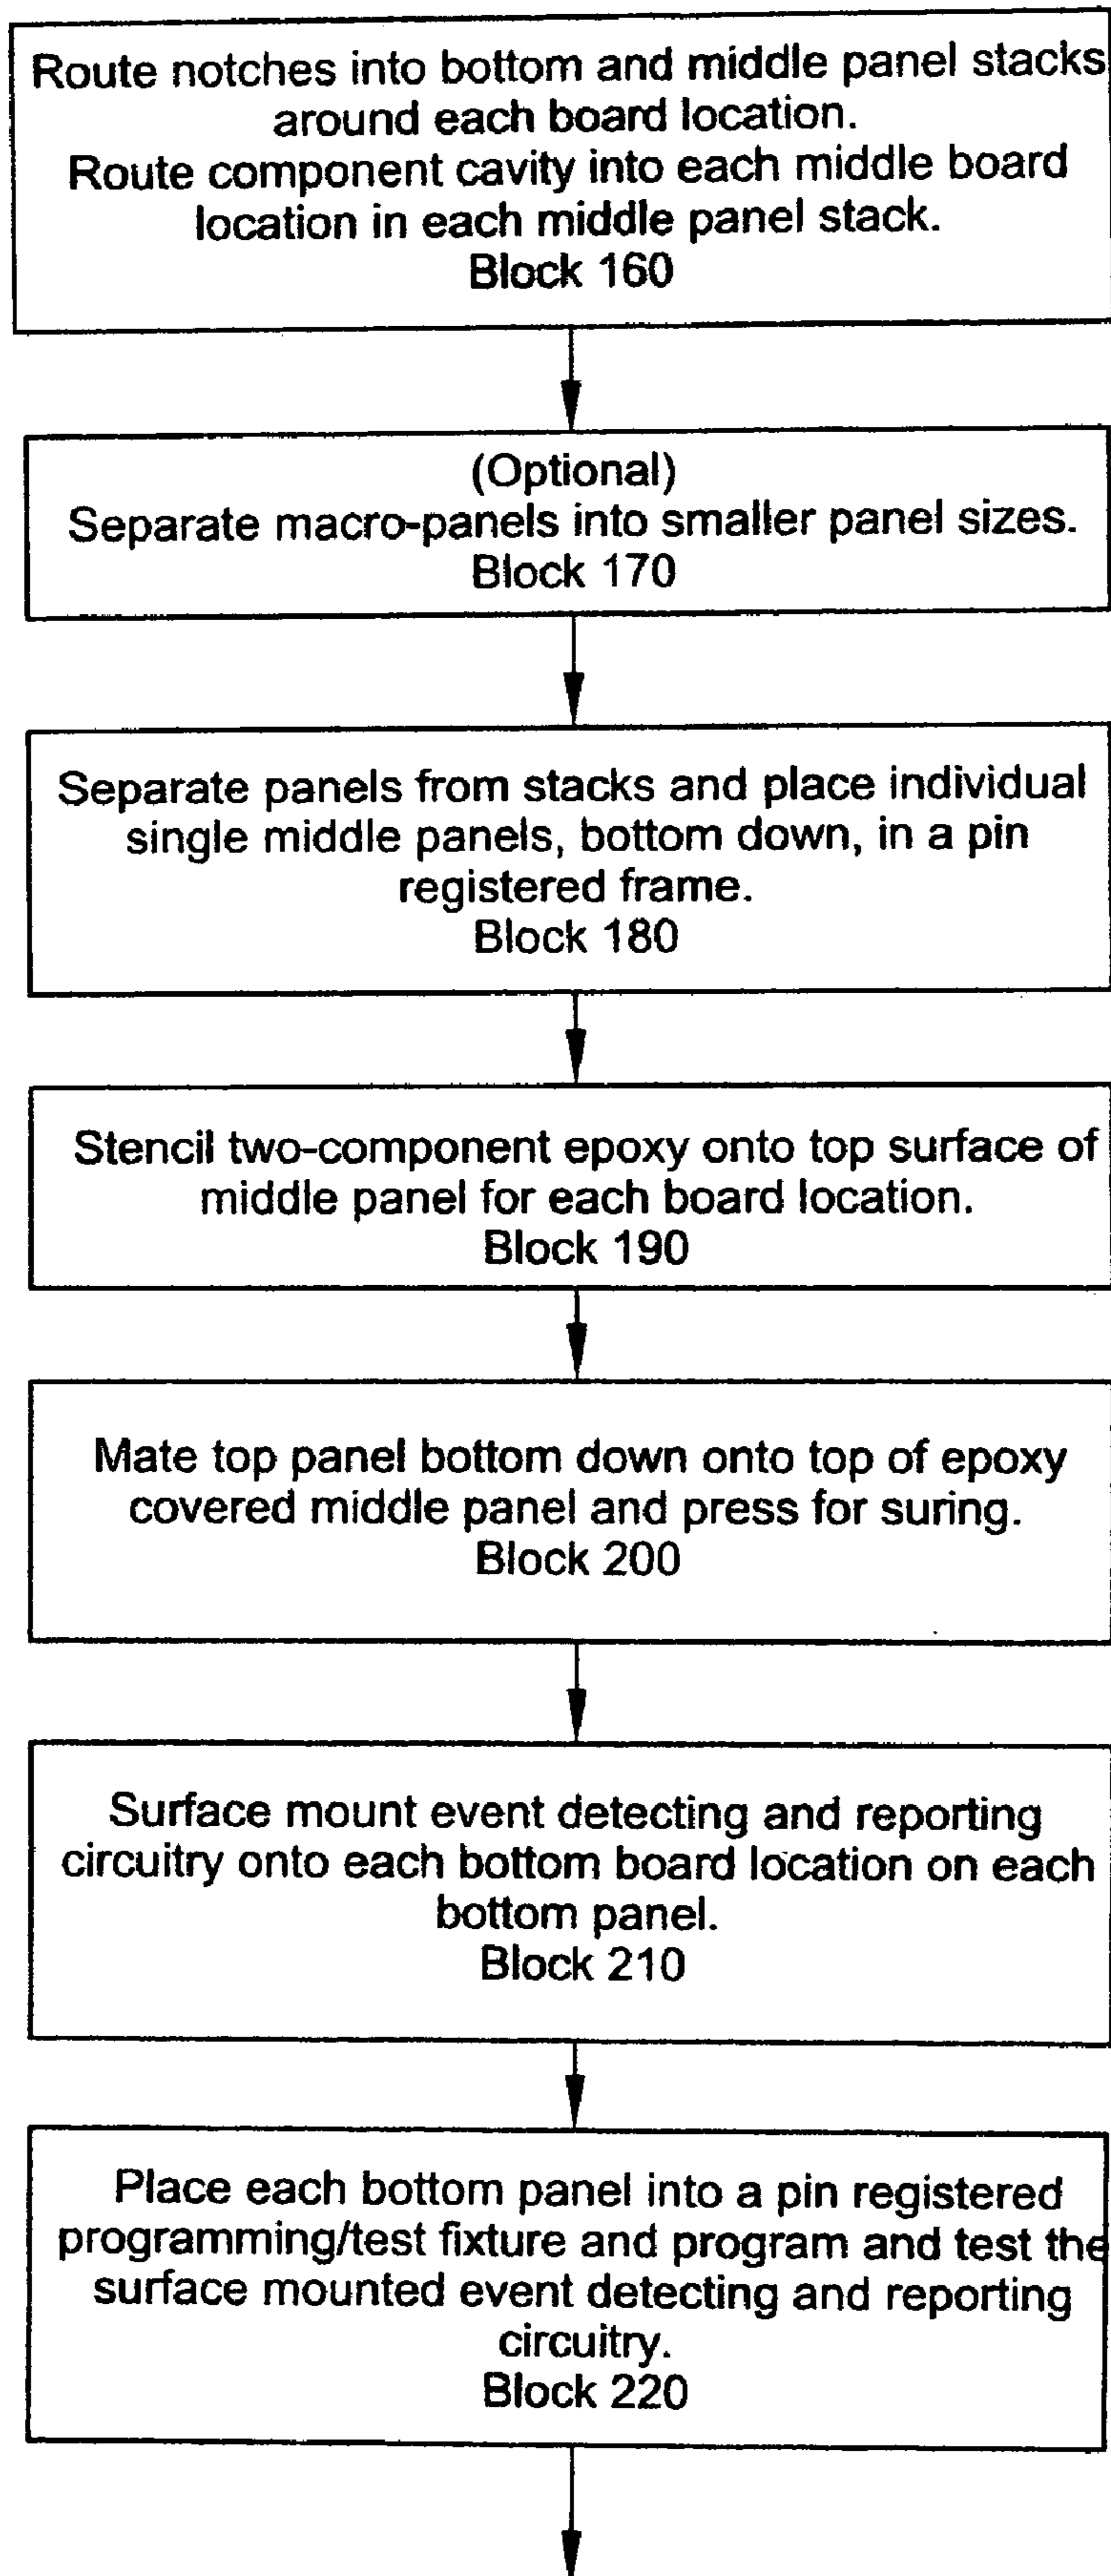 Route notches into bottom and middle panel stacks
around each board location.
Route component cavity into each middle board
location in each middle panel stack.
Block 160
(Optional)
Separate macro-panels into smaller panel sizes.
Block 170
Separate panels from stacks and place individual
single middle panels, bottom down, in a pin
registered frame.
Block 180
Stencil two-component epoxy onto top surface of
middle panel for each board location.
Block 190
Mate top panel bottom down onto top of epoxy
covered middle panel and press for suring.
Block 200
Surface mount event detecting and reporting
circuitry onto each bottom board location on each
bottom panel.
Block 210
Place each bottom panel into a pin registered
programming/test fixture and program and test the
surface mounted event detecting and reporting
circuitry.
Block 220